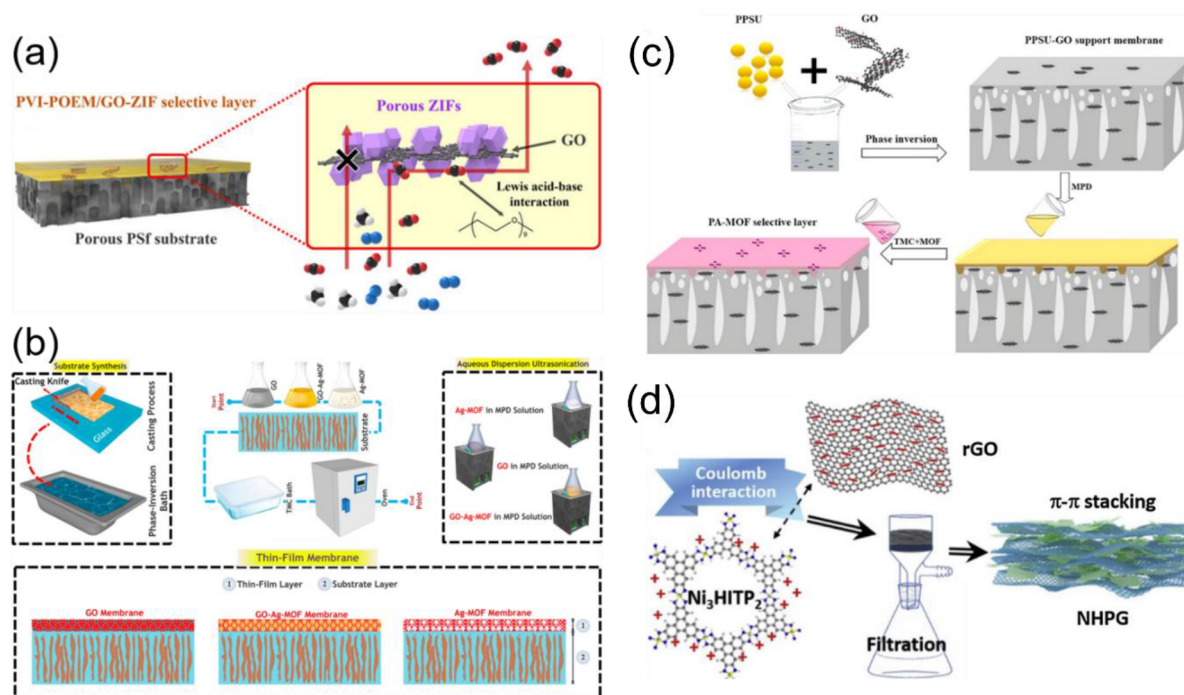 (a)
PVI-POEM/GO-ZIF selective layer
Porous PSf substrate
Porous ZIFs
GO
Lewis acid-base
interaction
O
9
(b)
Substrate Synthesis
Casting Knife
Glass
Casting Process
Phase-Inversion
Bath
Start
Point
GO
GO-Ag-MOF
Ag-MOF
Substrate
TMC Bath
Oven
End
Point
Aqueous Dispersion Ultrasonication
Ag-MOF in MPD Solution
GO in MPD Solution
GO-Ag-MOF in MPD Solution
Thin-Film Membrane
1 Thin-Film Layer 2 Substrate Layer
GO Membrane
GO-Ag-MOF Membrane
Ag-MOF Membrane
1
2
(c)
PPSU
+
GO
Phase inversion
PPSU-GO support membrane
MPD
TMC+MOF
PA-MOF selective layer
(d)
Coulomb
interaction
rGO
Ni₃HITP₂
Filtration
π-π stacking
NHPG